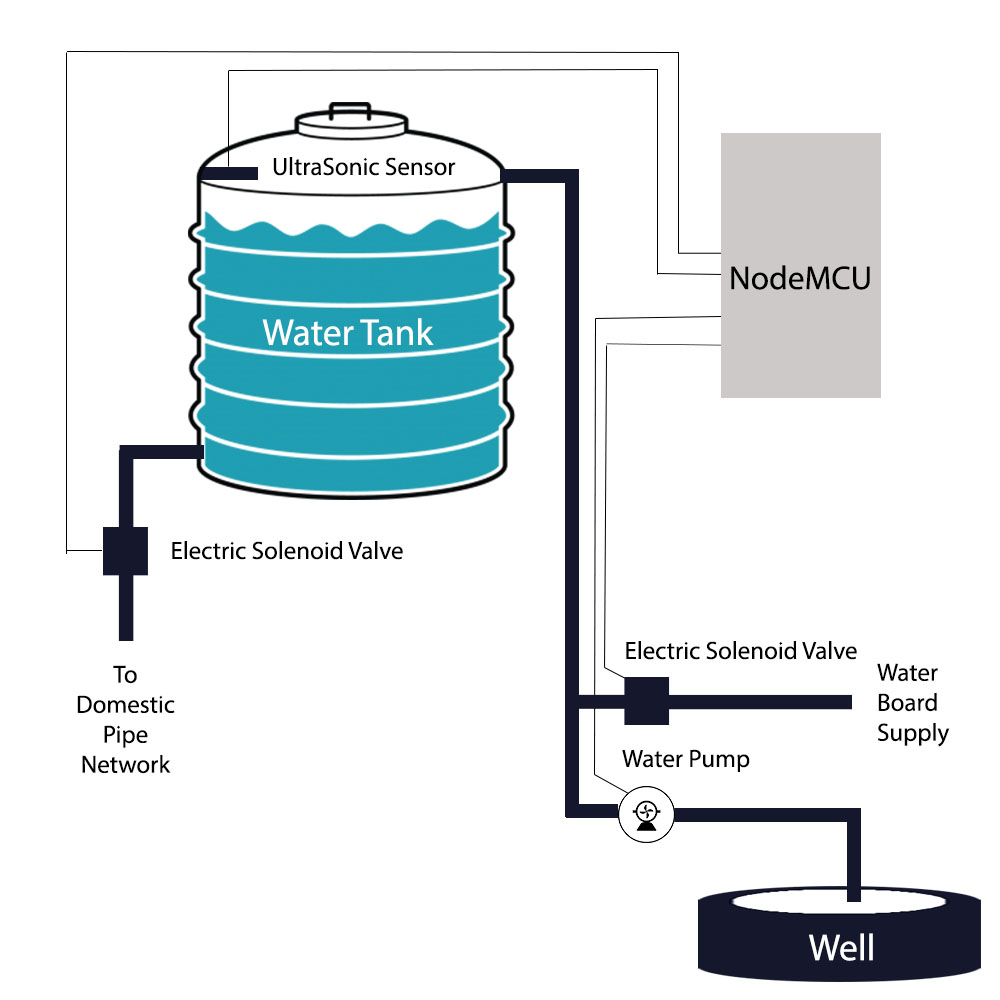 UltraSonic Sensor
NodeMCU
Water Tank
Electric Solenoid Valve
To
Domestic
Pipe
Network
Electric Solenoid Valve
Water
Board
Supply
Water Pump
Well